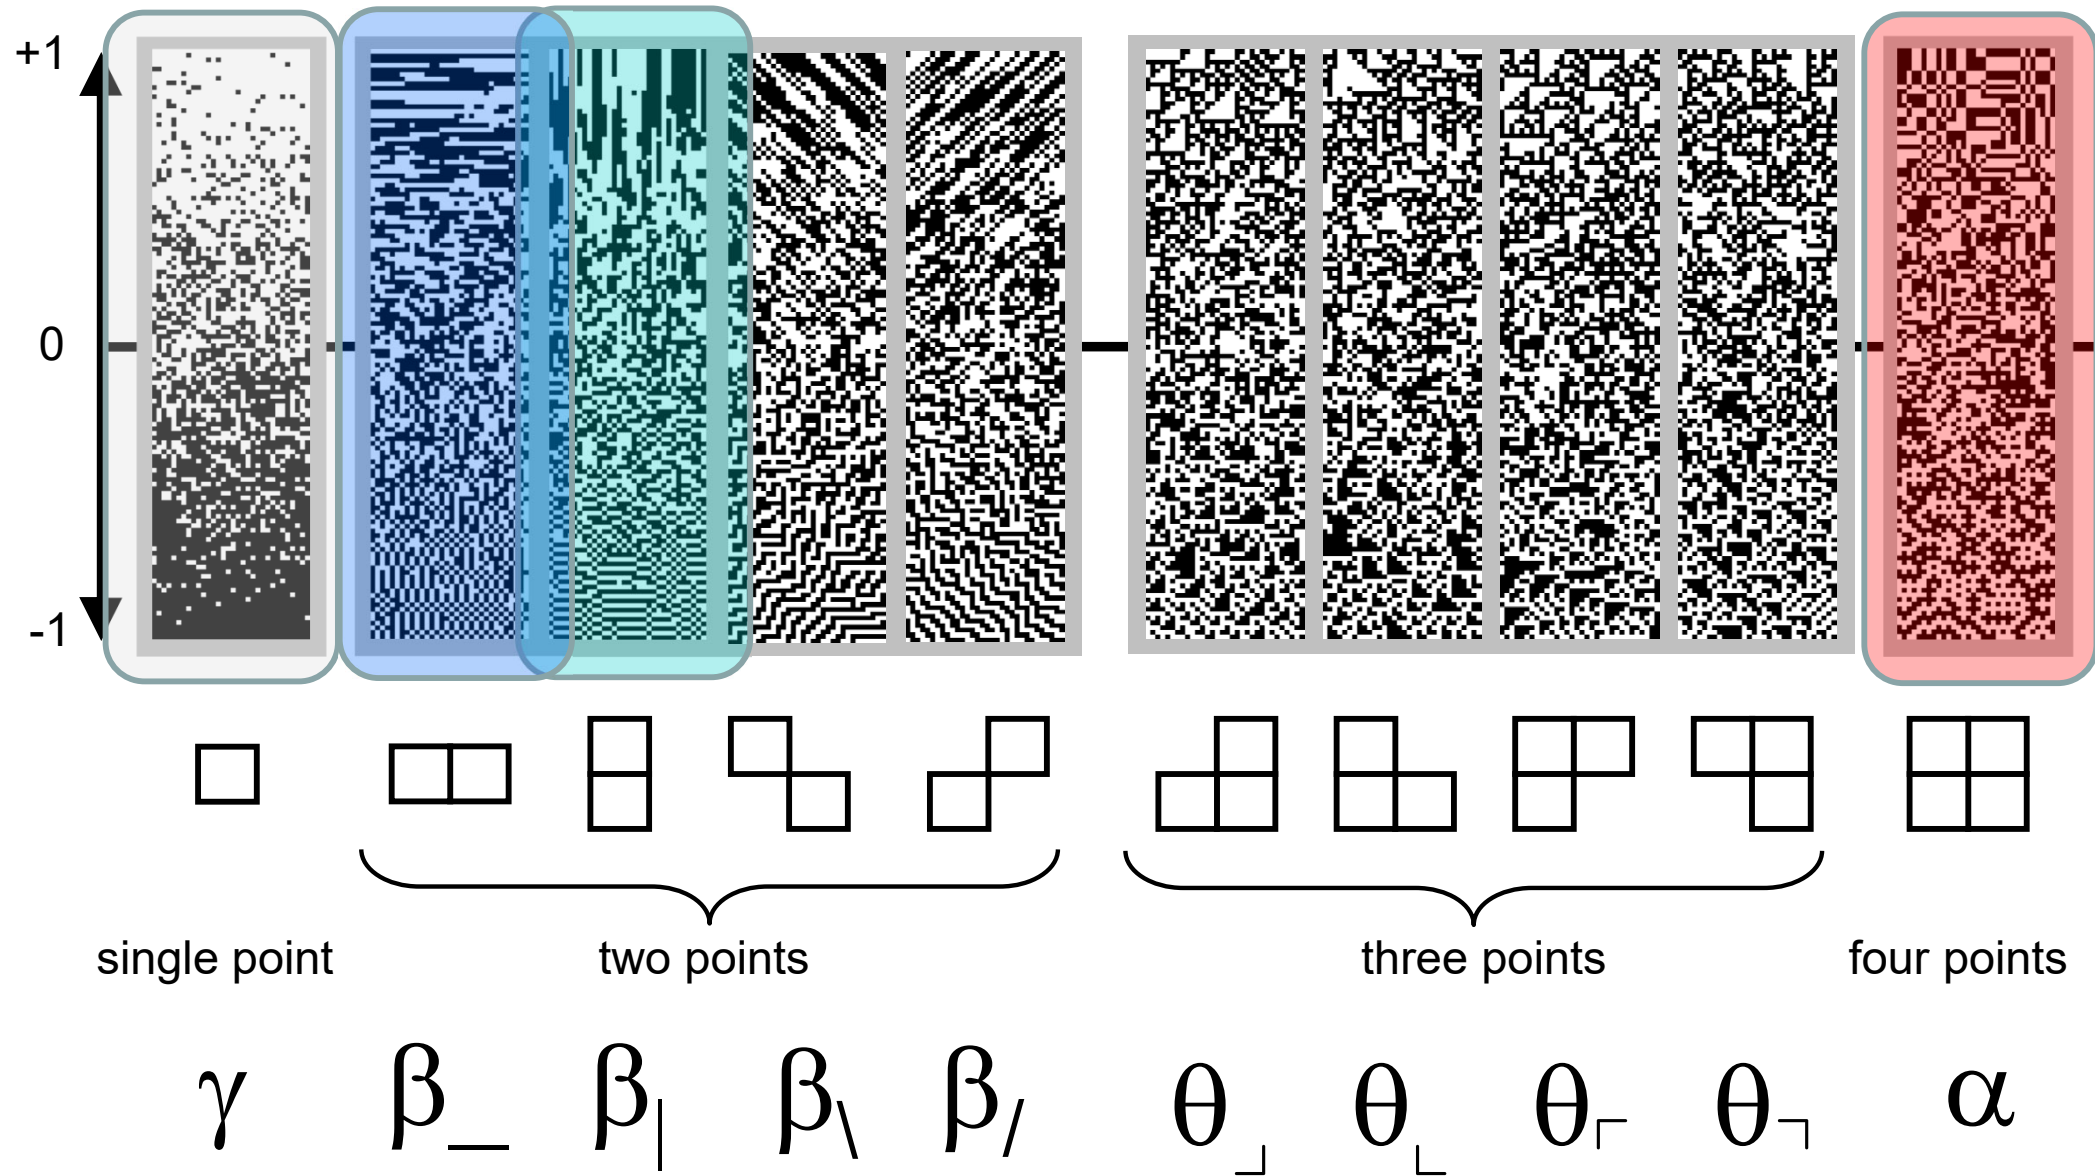 +1
0
-1
single point
two points
three points
four points
γ
β_
β|
β\
β/
θ┘
θ└
θ┌
θ┐
α